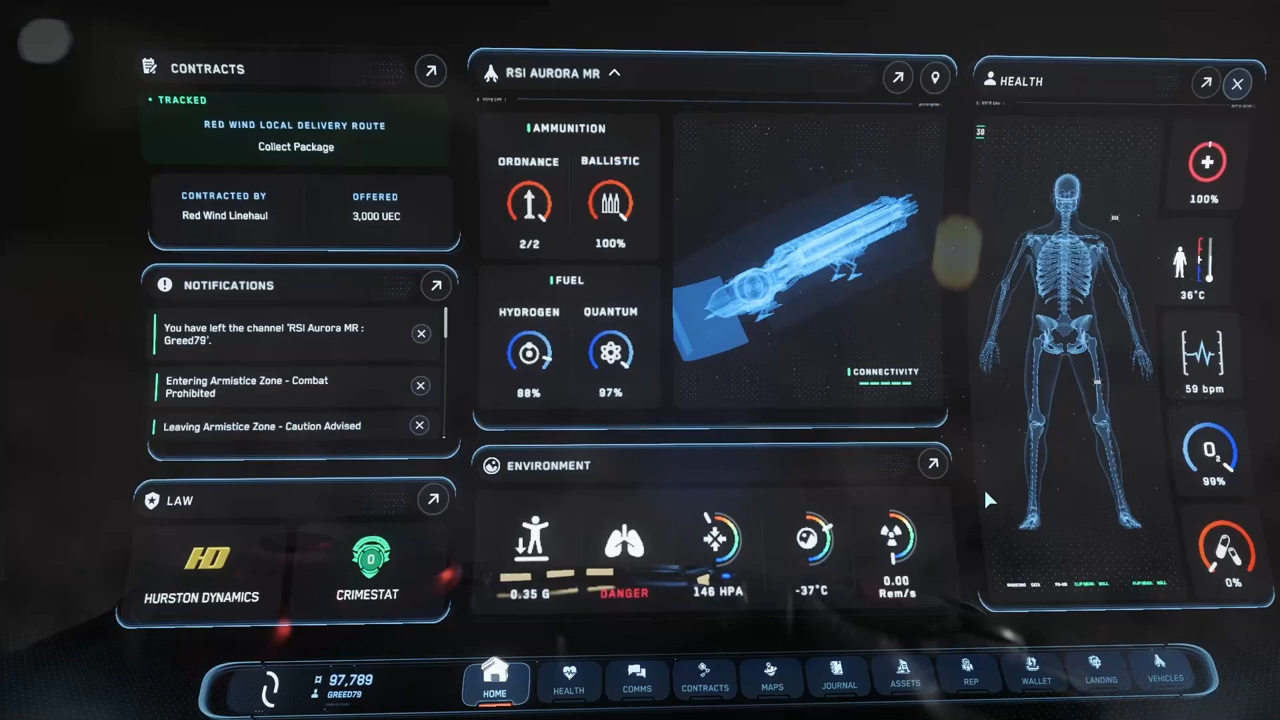 CONTRACTS
TRACKED
RED WIND LOCAL DELIVERY ROUTE
Collect Package
CONTRACTED BY
Red Wind Linehaul
OFFERED
3,000 UEC
NOTIFICATIONS
You have left the channel 'RSI Aurora MR :
Greed79'.
Entering Armistice Zone - Combat
Prohibited
Leaving Armistice Zone - Caution Advised
LAW
HD
HURSTON DYNAMICS
0
CRIMESTAT
RSI AURORA MR
AMMUNITION
ORDNANCE
2/2
BALLISTIC
100%
FUEL
HYDROGEN
88%
QUANTUM
97%
CONNECTIVITY
ENVIRONMENT
0.35 G
DANGER
146 HPA
-37°C
0.00
Rem/s
HEALTH
30
100%
36°C
59 bpm
O2
99%
0%
97,789
GREED79
HOME
HEALTH
COMMS
CONTRACTS
MAPS
JOURNAL
ASSETS
REP
WALLET
LANDING
VEHICLES